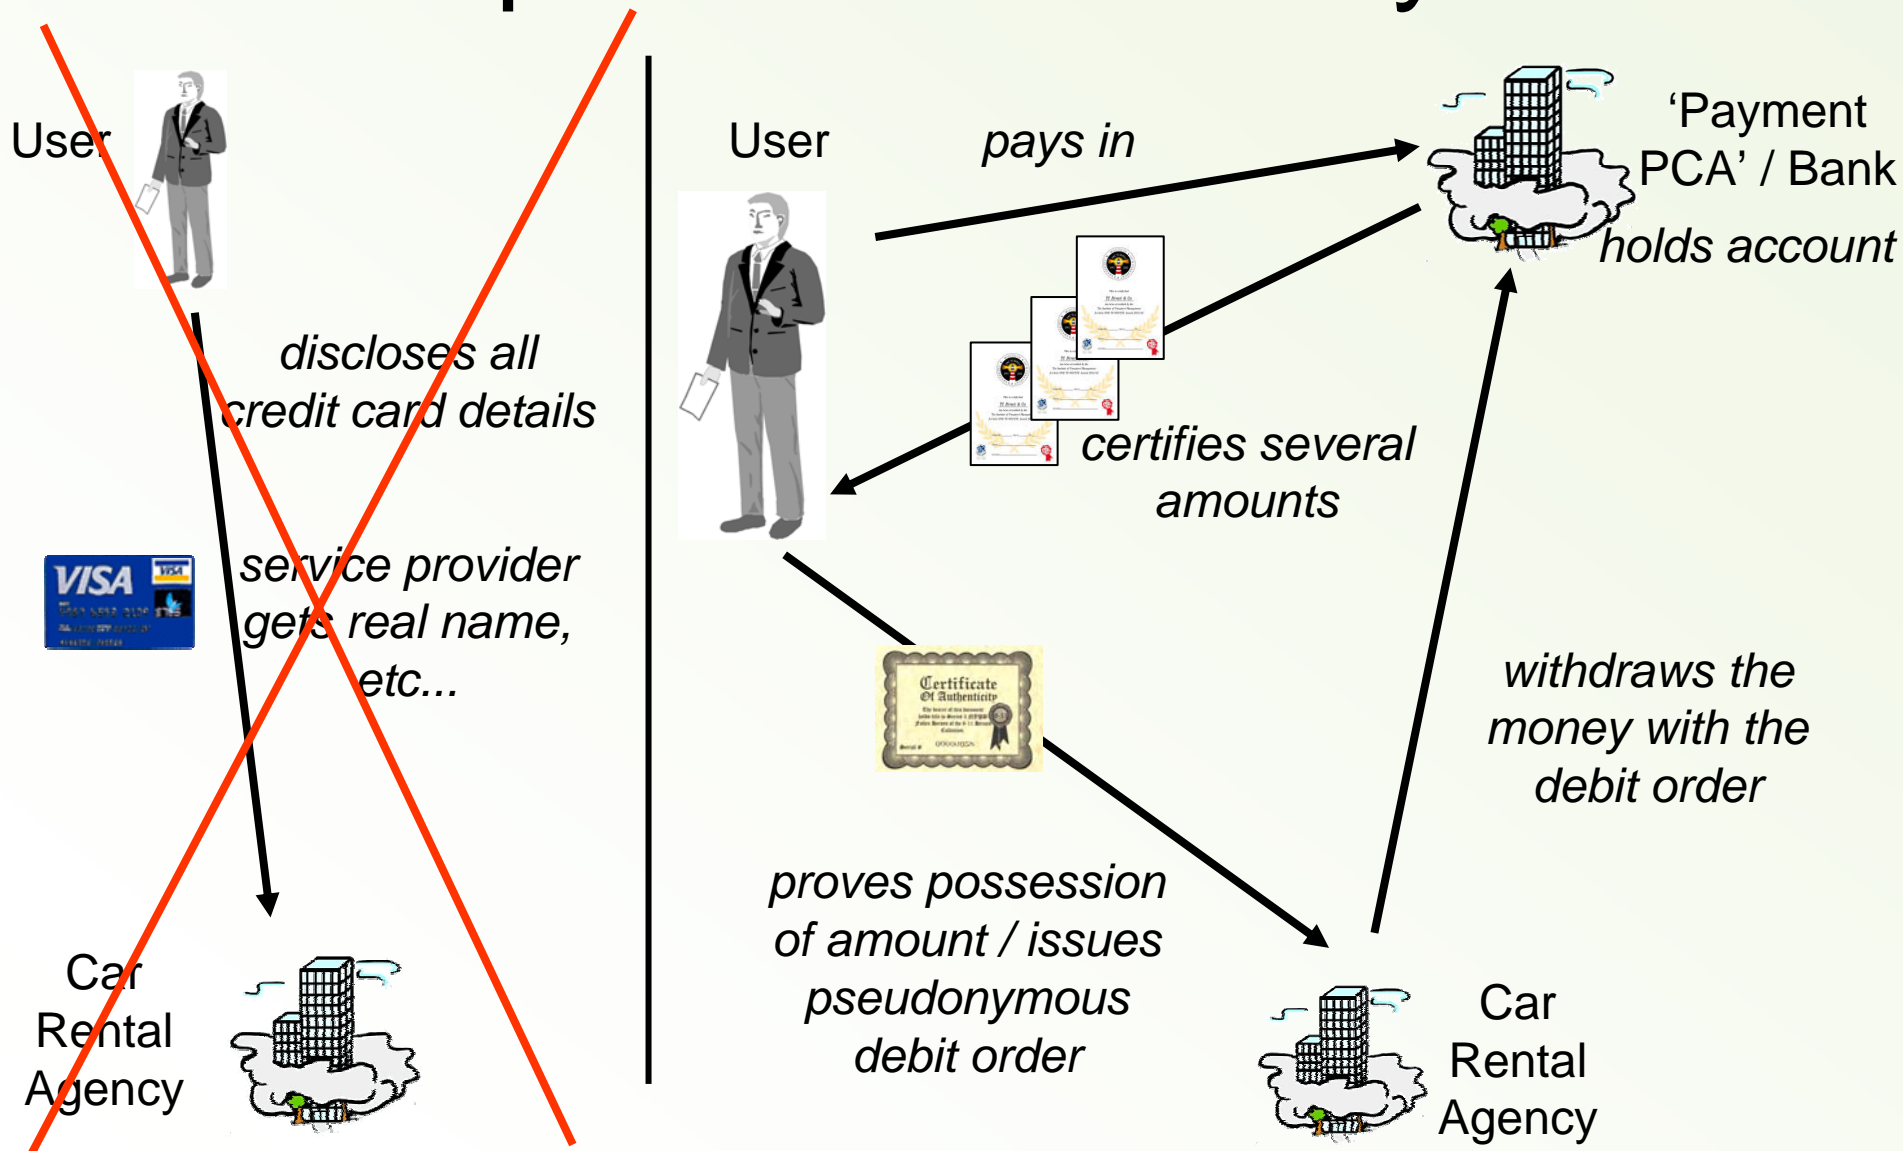 User
discloses all
credit card details
VISA
VISA
service provider
gets real name,
etc...
Car
Rental
Agency
User
pays in
‘Payment
PCA’ / Bank
holds account
certifies several
amounts
Certificate
Of Authenticity
proves possession
of amount / issues
pseudonymous
debit order
withdraws the
money with the
debit order
Car
Rental
Agency